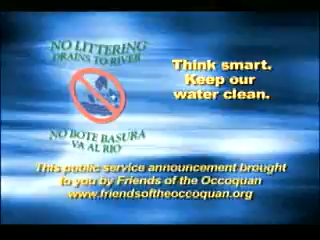 NO LITTERING
DRAINS TO RIVER
NO BOTE BASURA
VA AL RIO
Think smart.
Keep our
water clean.
This public service announcement brought
to you by Friends of the Occoquan
www.friendsoftheoccoquan.org